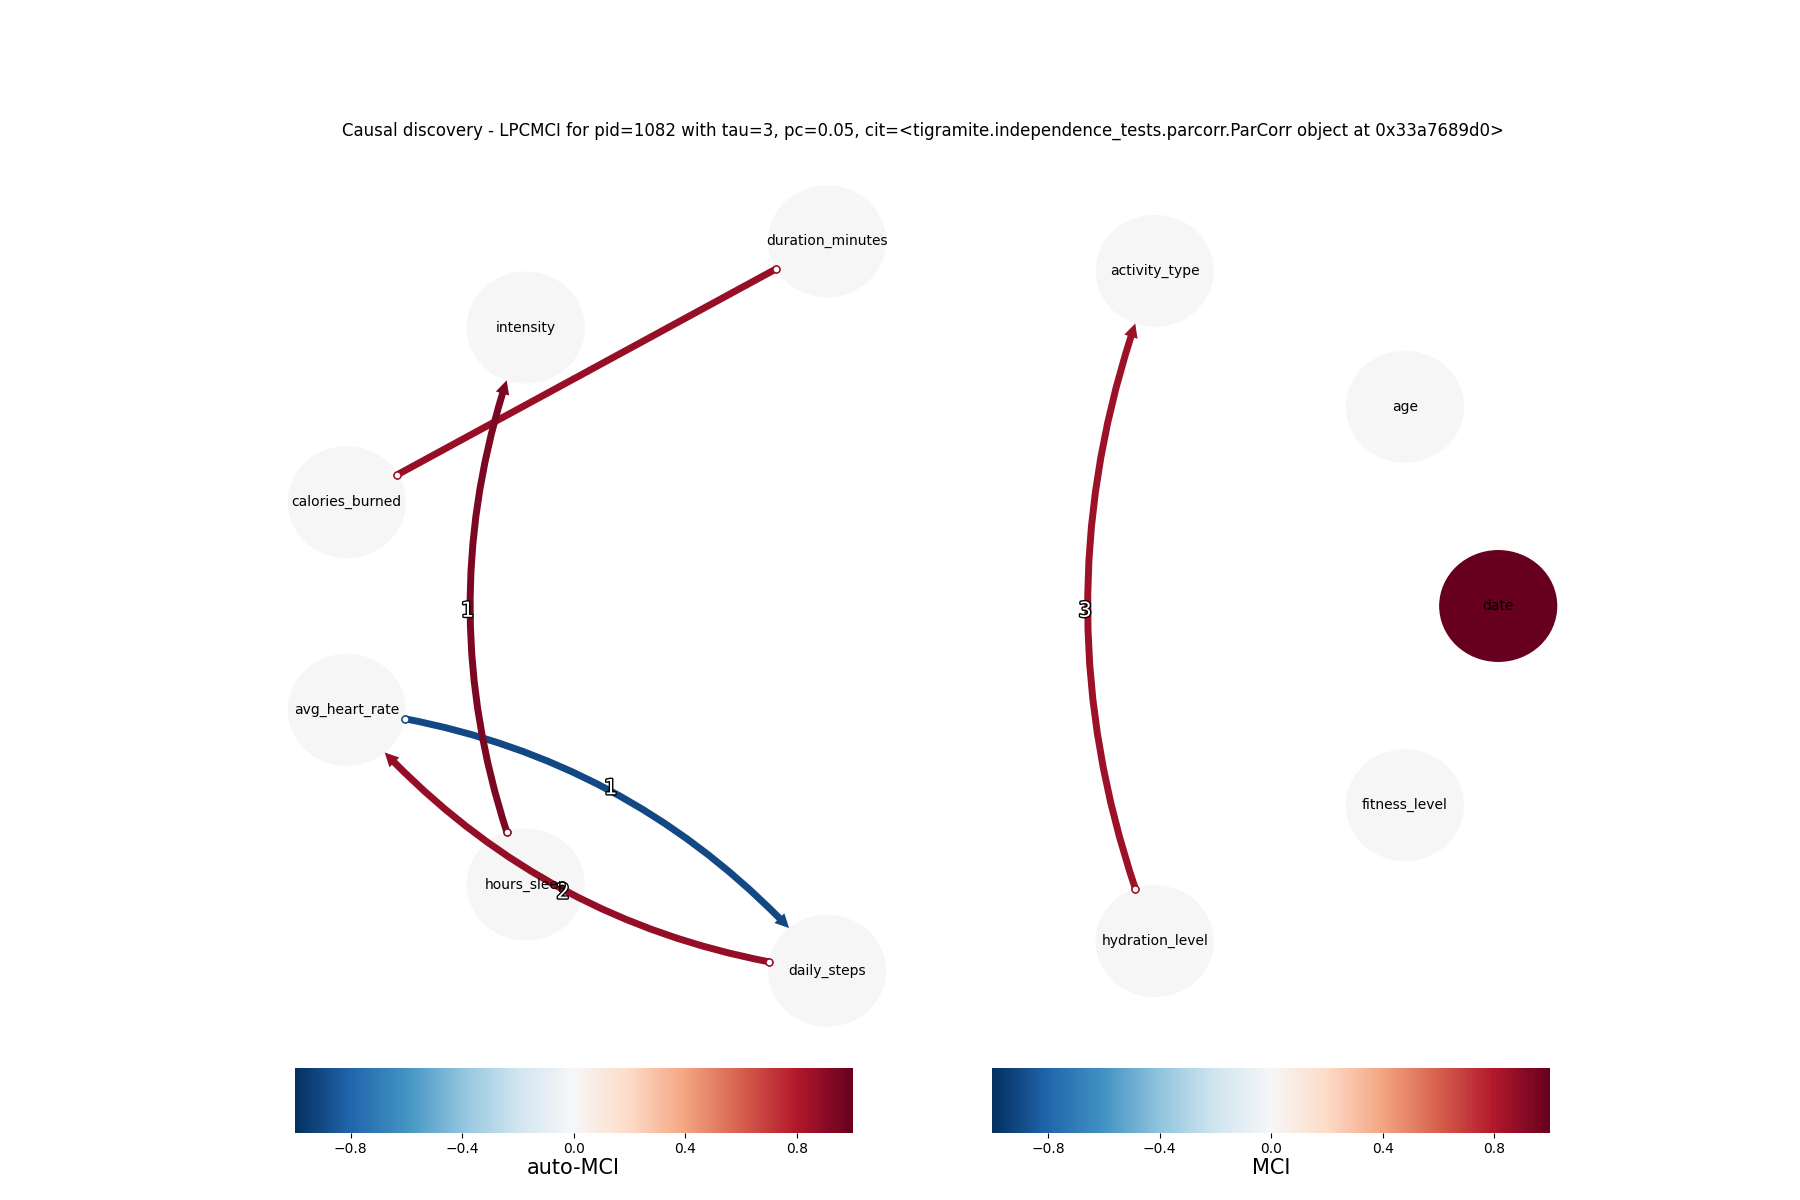 Causal discovery - LPCMCI for pid=1082 with tau=3, pc=0.05, cit=<tigramite.independence_tests.parcorr.ParCorr object at 0x33a7689d0>
duration_minutes
activity_type
intensity
age
calories_burned
date
1
3
avg_heart_rate
1
fitness_level
hours_sleep
2
hydration_level
daily_steps
−0.8 −0.4 0.0 0.4 0.8
auto-MCI
−0.8 −0.4 0.0 0.4 0.8
MCI